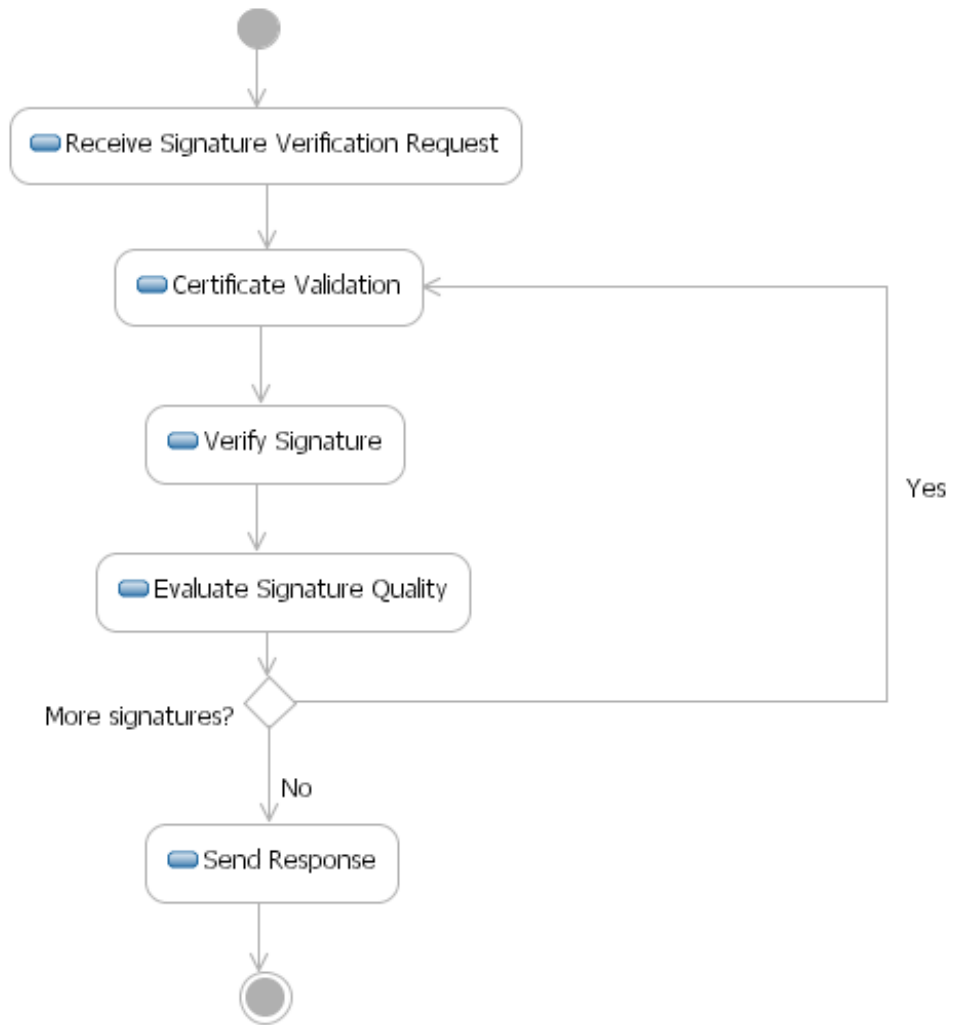 Receive Signature Verification Request
Certificate Validation
Verify Signature
Yes
Evaluate Signature Quality
More signatures?
No
Send Response